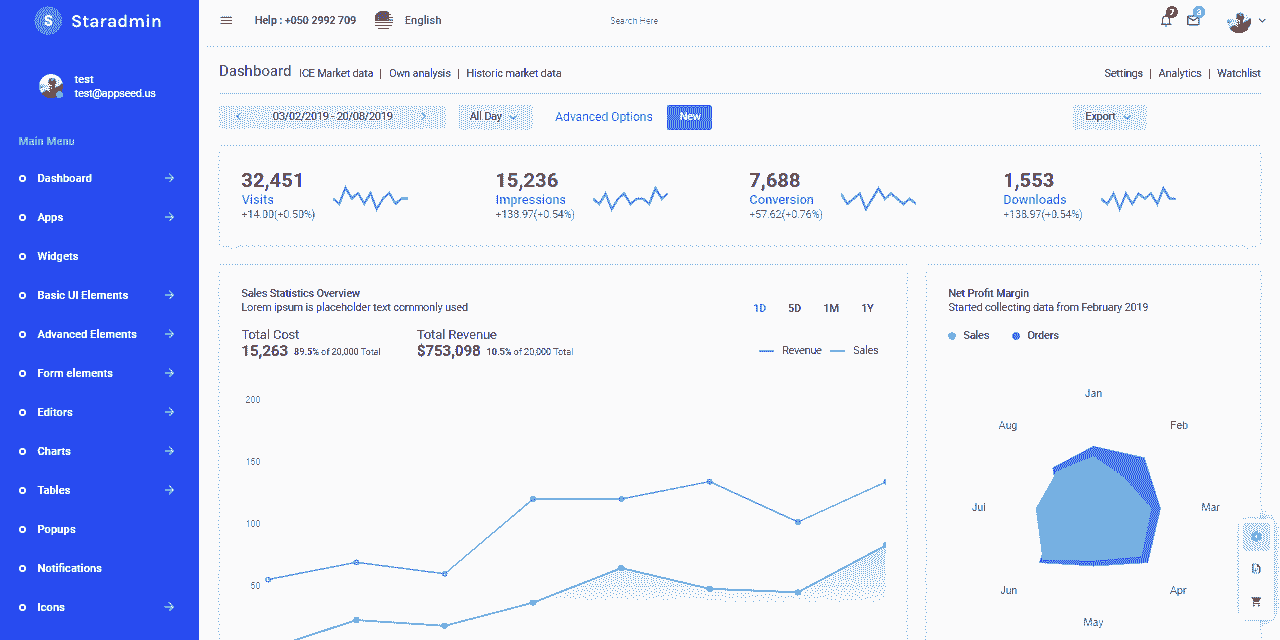 S Staradmin
Help : +050 2992 709
English
Search Here
7
3
test
test@appseed.us
Main Menu
Dashboard
Apps
Widgets
Basic UI Elements
Advanced Elements
Form elements
Editors
Charts
Tables
Popups
Notifications
Icons
Dashboard ICE Market data | Own analysis | Historic market data
Settings | Analytics | Watchlist
03/02/2019 - 20/08/2019
All Day
Advanced Options
New
Export
32,451
Visits
+14.00(+0.50%)
15,236
Impressions
+138.97(+0.54%)
7,688
Conversion
+57.62(+0.76%)
1,553
Downloads
+138.97(+0.54%)
Sales Statistics Overview
Lorem ipsum is placeholder text commonly used
1D 5D 1M 1Y
Total Cost
15,263 89.5% of 20,000 Total
Total Revenue
$753,098 10.5% of 20,000 Total
Revenue Sales
200
150
100
50
Net Profit Margin
Started collecting data from February 2019
Sales Orders
Jan
Feb
Mar
Apr
May
Jun
Jul
Aug